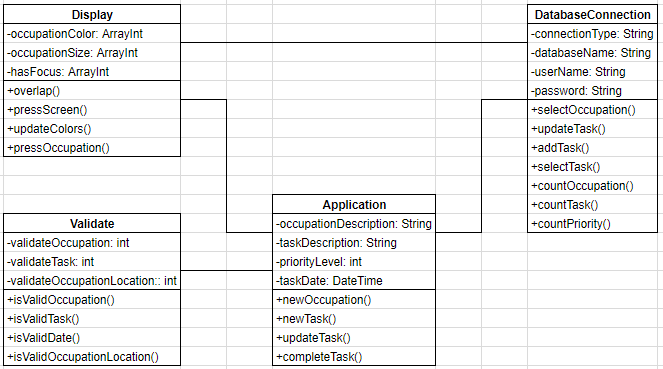 Display
-occupationColor: ArrayInt
-occupationSize: ArrayInt
-hasFocus: ArrayInt
+overlap()
+pressScreen()
+updateColors()
+pressOccupation()
DatabaseConnection
-connectionType: String
-databaseName: String
-userName: String
-password: String
+selectOccupation()
+updateTask()
+addTask()
+selectTask()
+countOccupation()
+countTask()
+countPriority()
Validate
-validateOccupation: int
-validateTask: int
-validateOccupationLocation:: int
+isValidOccupation()
+isValidTask()
+isValidDate()
+isValidOccupationLocation()
Application
-occupationDescription: String
-taskDescription: String
-priorityLevel: int
-taskDate: DateTime
+newOccupation()
+newTask()
+updateTask()
+completeTask()